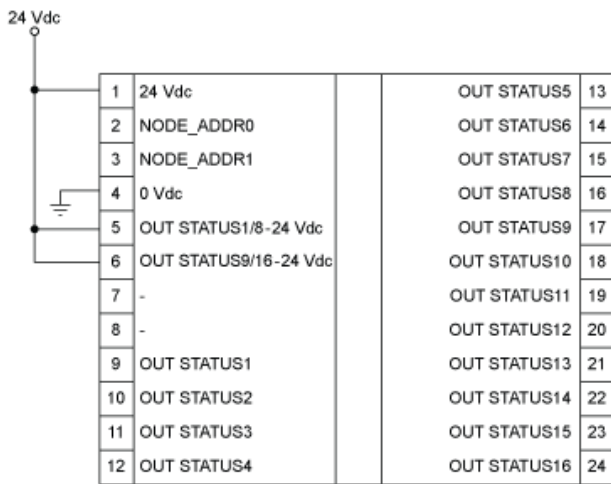 24 Vdc
1 24 Vdc OUT STATUS5 13
2 NODE_ADDR0 OUT STATUS6 14
3 NODE_ADDR1 OUT STATUS7 15
4 0 Vdc OUT STATUS8 16
5 OUT STATUS1/8-24 Vdc OUT STATUS9 17
6 OUT STATUS9/16-24 Vdc OUT STATUS10 18
7 - OUT STATUS11 19
8 - OUT STATUS12 20
9 OUT STATUS1 OUT STATUS13 21
10 OUT STATUS2 OUT STATUS14 22
11 OUT STATUS3 OUT STATUS15 23
12 OUT STATUS4 OUT STATUS16 24